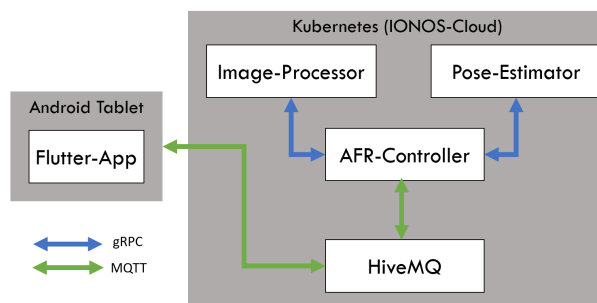 Kubernetes (IONOS-Cloud)
Image-Processor
Pose-Estimator
Android Tablet
Flutter-App
AFR-Controller
gRPC
MQTT
HiveMQ